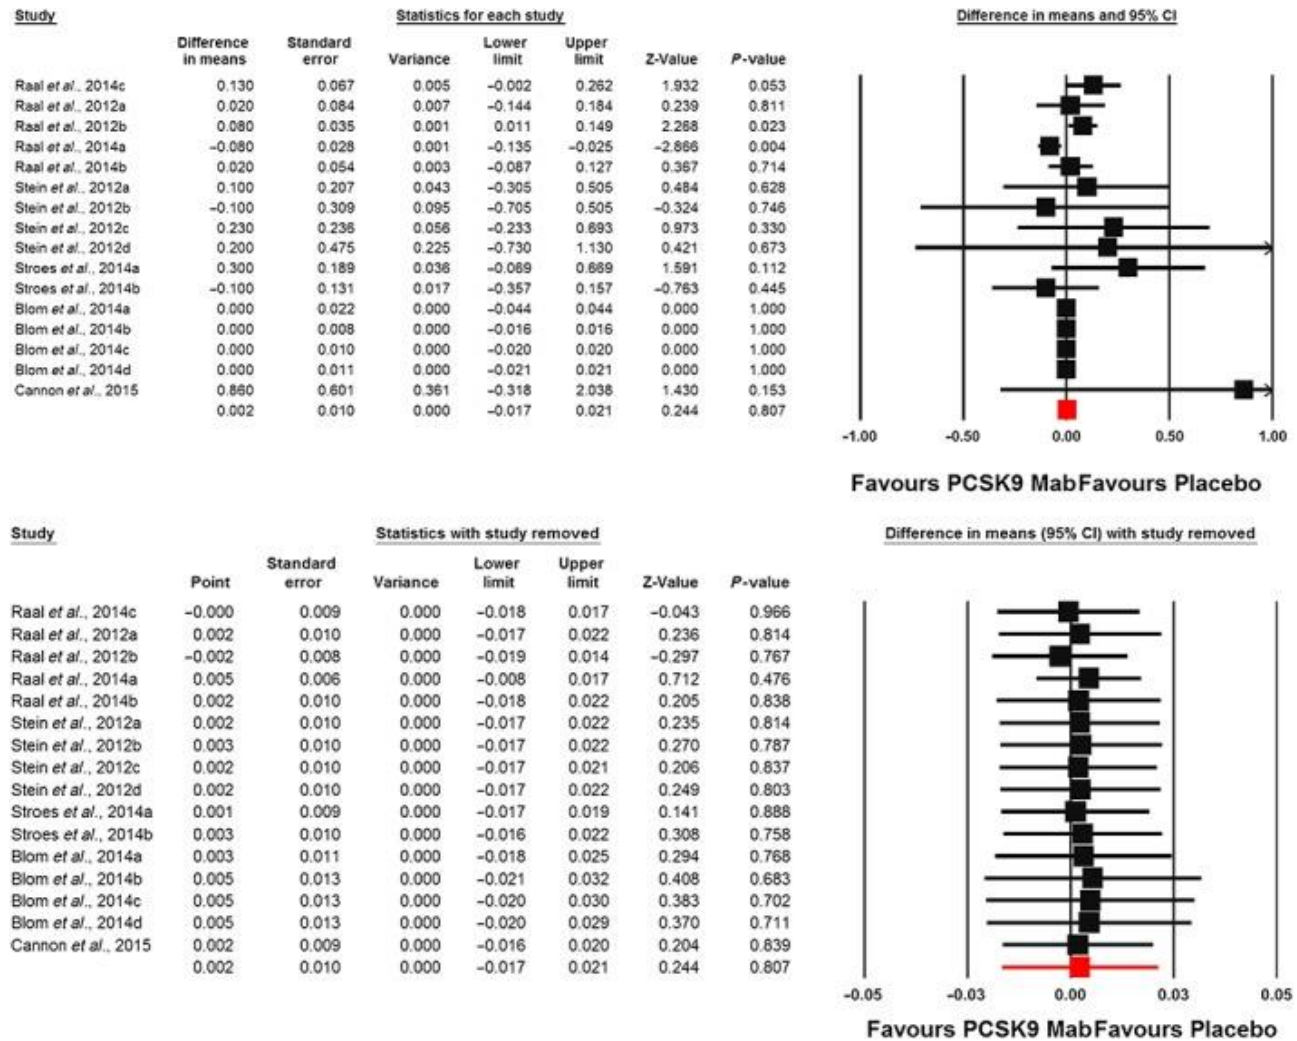 Study Statistics for each study Difference in means and 95% CI
Difference in means Standard error Variance Lower limit Upper limit Z-Value P-value
Raal et al., 2014c 0.130 0.067 0.005 −0.002 0.262 1.932 0.053
Raal et al., 2012a 0.020 0.084 0.007 −0.144 0.184 0.239 0.811
Raal et al., 2012b 0.080 0.035 0.001 0.011 0.149 2.268 0.023
Raal et al., 2014a −0.080 0.028 0.001 −0.135 −0.025 −2.866 0.004
Raal et al., 2014b 0.020 0.054 0.003 −0.087 0.127 0.367 0.714
Stein et al., 2012a 0.100 0.207 0.043 −0.305 0.505 0.484 0.628
Stein et al., 2012b −0.100 0.309 0.095 −0.705 0.505 −0.324 0.746
Stein et al., 2012c 0.230 0.236 0.056 −0.233 0.693 0.973 0.330
Stein et al., 2012d 0.200 0.475 0.225 −0.730 1.130 0.421 0.673
Stroes et al., 2014a 0.300 0.189 0.036 −0.069 0.669 1.591 0.112
Stroes et al., 2014b −0.100 0.131 0.017 −0.357 0.157 −0.763 0.445
Blom et al., 2014a 0.000 0.022 0.000 −0.044 0.044 0.000 1.000
Blom et al., 2014b 0.000 0.008 0.000 −0.016 0.016 0.000 1.000
Blom et al., 2014c 0.000 0.010 0.000 −0.020 0.020 0.000 1.000
Blom et al., 2014d 0.000 0.011 0.000 −0.021 0.021 0.000 1.000
Cannon et al., 2015 0.860 0.601 0.361 −0.318 2.038 1.430 0.153
0.002 0.010 0.000 −0.017 0.021 0.244 0.807
−1.00 −0.50 0.00 0.50 1.00
Favours PCSK9 MabFavours Placebo
Study Statistics with study removed Difference in means (95% CI) with study removed
Point Standard error Variance Lower limit Upper limit Z-Value P-value
Raal et al., 2014c −0.000 0.009 0.000 −0.018 0.017 −0.043 0.966
Raal et al., 2012a 0.002 0.010 0.000 −0.017 0.022 0.236 0.814
Raal et al., 2012b −0.002 0.008 0.000 −0.019 0.014 −0.297 0.767
Raal et al., 2014a 0.005 0.006 0.000 −0.008 0.017 0.712 0.476
Raal et al., 2014b 0.002 0.010 0.000 −0.018 0.022 0.205 0.838
Stein et al., 2012a 0.002 0.010 0.000 −0.017 0.022 0.235 0.814
Stein et al., 2012b 0.003 0.010 0.000 −0.017 0.022 0.270 0.787
Stein et al., 2012c 0.002 0.010 0.000 −0.017 0.021 0.206 0.837
Stein et al., 2012d 0.002 0.010 0.000 −0.017 0.022 0.249 0.803
Stroes et al., 2014a 0.001 0.009 0.000 −0.017 0.019 0.141 0.888
Stroes et al., 2014b 0.003 0.010 0.000 −0.016 0.022 0.308 0.758
Blom et al., 2014a 0.003 0.011 0.000 −0.018 0.025 0.294 0.768
Blom et al., 2014b 0.005 0.013 0.000 −0.021 0.032 0.408 0.683
Blom et al., 2014c 0.005 0.013 0.000 −0.020 0.030 0.383 0.702
Blom et al., 2014d 0.005 0.013 0.000 −0.020 0.029 0.370 0.711
Cannon et al., 2015 0.002 0.009 0.000 −0.016 0.020 0.204 0.839
0.002 0.010 0.000 −0.017 0.021 0.244 0.807
−0.05 −0.03 0.00 0.03 0.05
Favours PCSK9 MabFavours Placebo